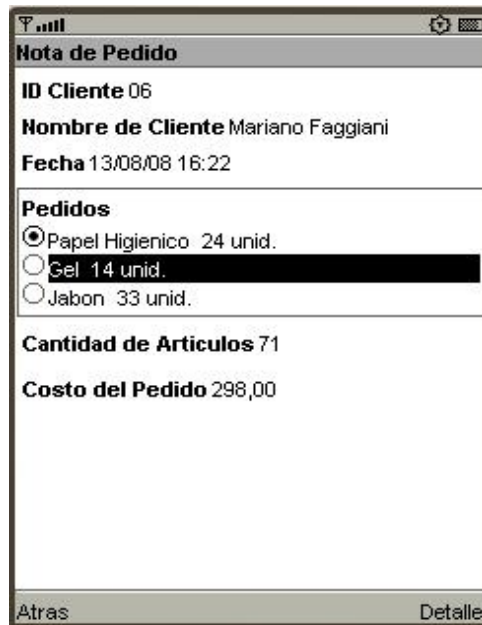 Nota de Pedido
ID Cliente 06
Nombre de Cliente Mariano Faggiani
Fecha 13/08/08 16:22
Pedidos
Papel Higienico 24 unid.
Gel 14 unid.
Jabon 33 unid.
Cantidad de Articulos 71
Costo del Pedido 298,00
Atras Detalle